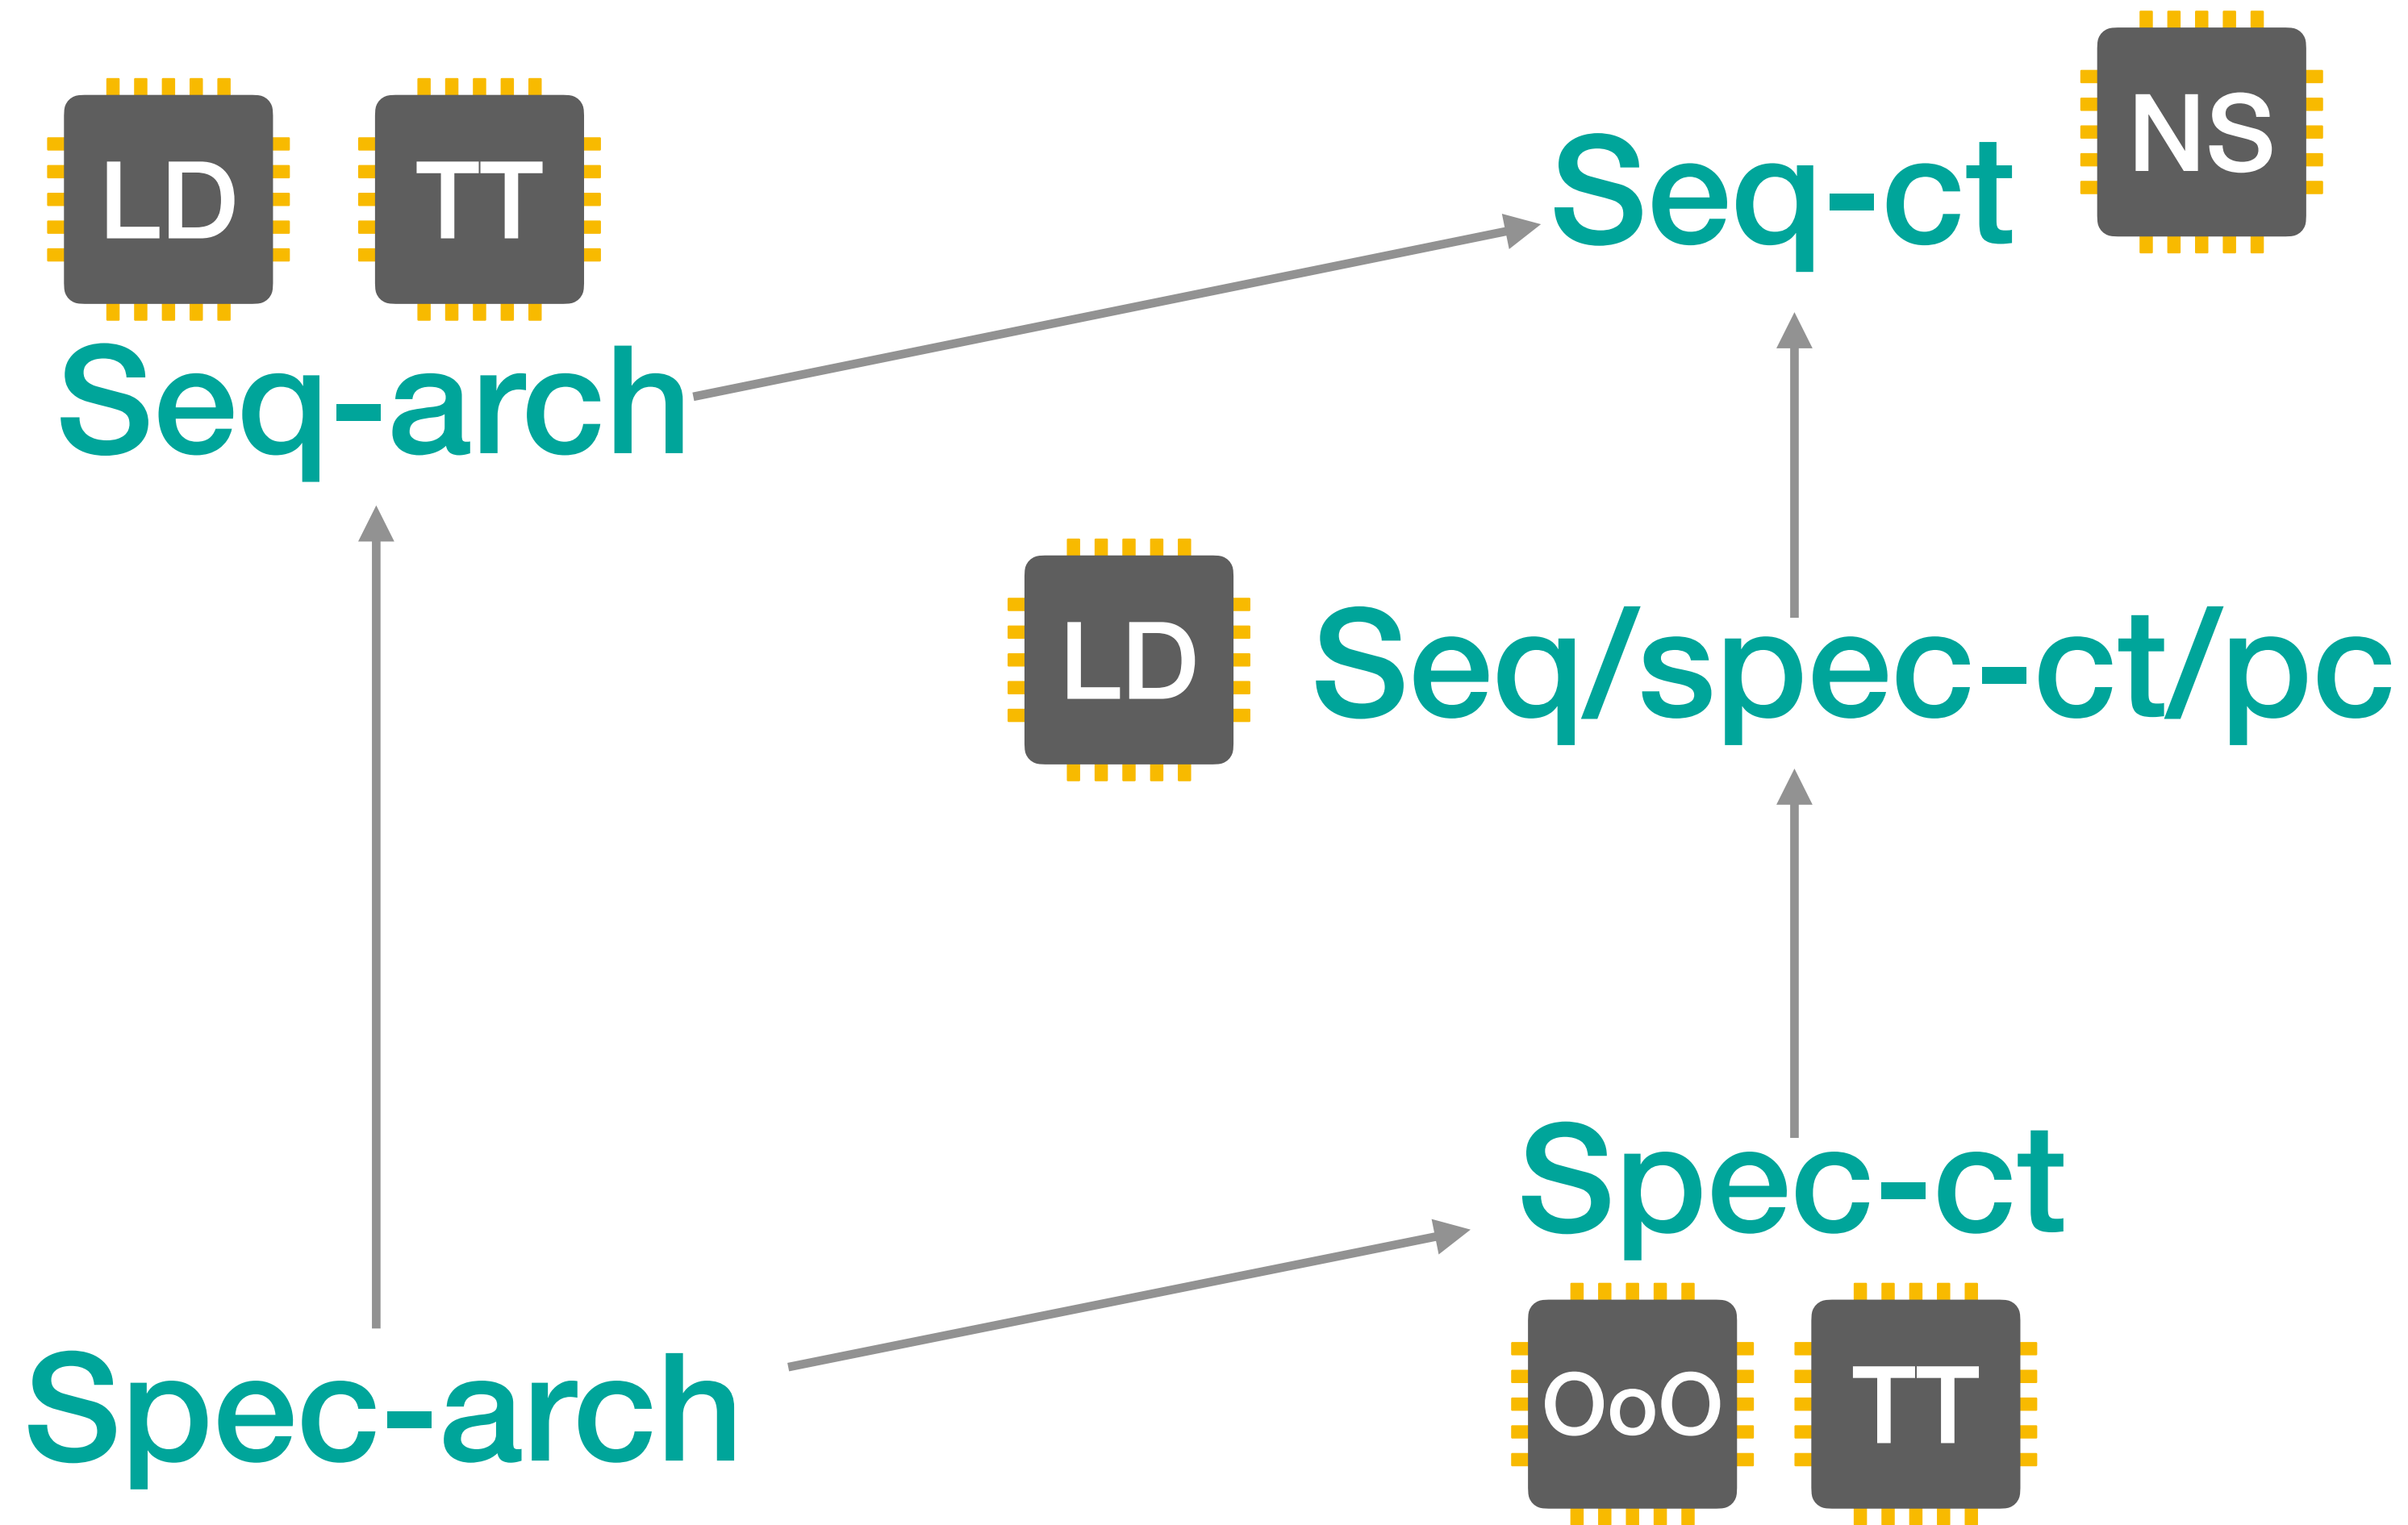 LD
TT
Seq-arch
Seq-ct
NS
LD
Seq/spec-ct/pc
Spec-ct
OoO
TT
Spec-arch